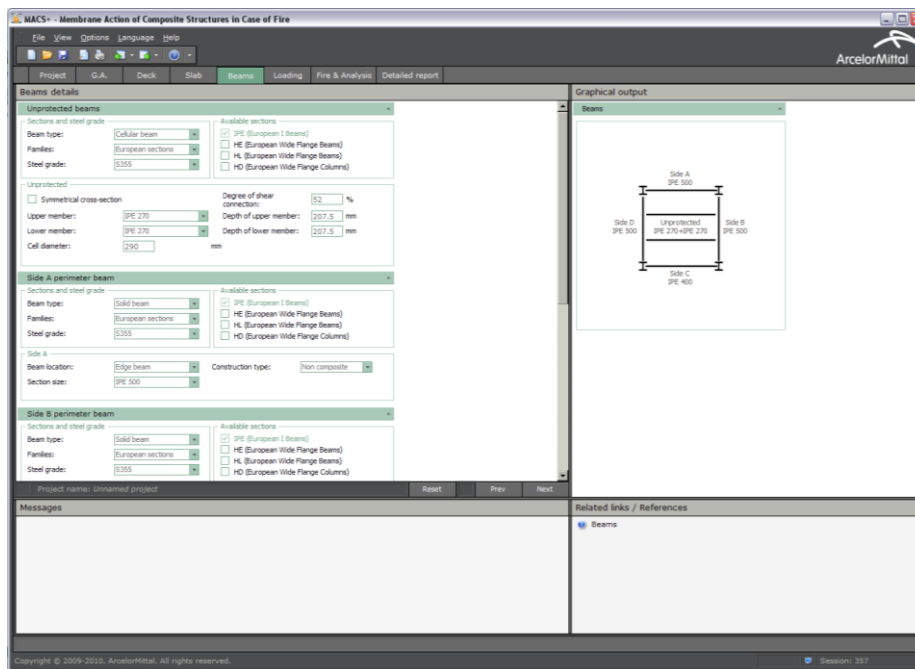 MACS+ - Membrane Action of Composite Structures in Case of Fire
File View Options Language Help
ArcelorMittal
Project G.A. Deck Slab Beams Loading Fire & Analysis Detailed report
Beams details
Unprotected beams
Sections and steel grade
Beam type: Cellular beam
Families: European sections
Steel grade: S355
Available sections
IPE (European I Beams)
HE (European Wide Flange Beams)
HL (European Wide Flange Beams)
HD (European Wide Flange Columns)
Unprotected
Symmetrical cross-section
Degree of shear
connection: 52 %
Upper member: IPE 270
Depth of upper member: 207.5 mm
Lower member: IPE 270
Depth of lower member: 207.5 mm
Cell diameter: 290 mm
Side A perimeter beam
Sections and steel grade
Beam type: Solid beam
Families: European sections
Steel grade: S355
Available sections
IPE (European I Beams)
HE (European Wide Flange Beams)
HL (European Wide Flange Beams)
HD (European Wide Flange Columns)
Side A
Beam location: Edge beam
Construction type: Non composite
Section size: IPE 500
Side B perimeter beam
Sections and steel grade
Beam type: Solid beam
Families: European sections
Steel grade: S355
Available sections
IPE (European I Beams)
HE (European Wide Flange Beams)
HL (European Wide Flange Beams)
HD (European Wide Flange Columns)
Project name: Unnamed project
Reset Prev Next
Graphical output
Beams
Side A
IPE 500
Side D
IPE 500
Unprotected
IPE 270+IPE 270
Side B
IPE 500
Side C
IPE 400
Messages
Related links / References
Beams
Copyright © 2009-2010. ArcelorMittal. All rights reserved.
Session: 357